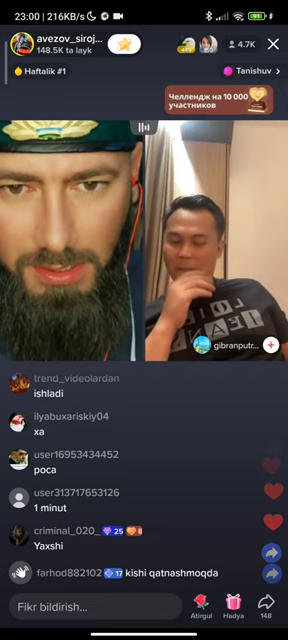 23:00 | 216KB/s
avezov_siroj...
148.5K ta layk
4.7K
Haftalik #1
Tanishuv >
Челлендж на 10 000
участников
gibranputr...
trend_videolardan
ishladi
ilyabuxariskiy04
xa
user16953434452
poca
user313717653126
1 minut
criminal_020_ 25 8
Yaxshi
farhod882102 17 kishi qatnashmoqda
Fikr bildirish...
Atirgul
Hadya
148